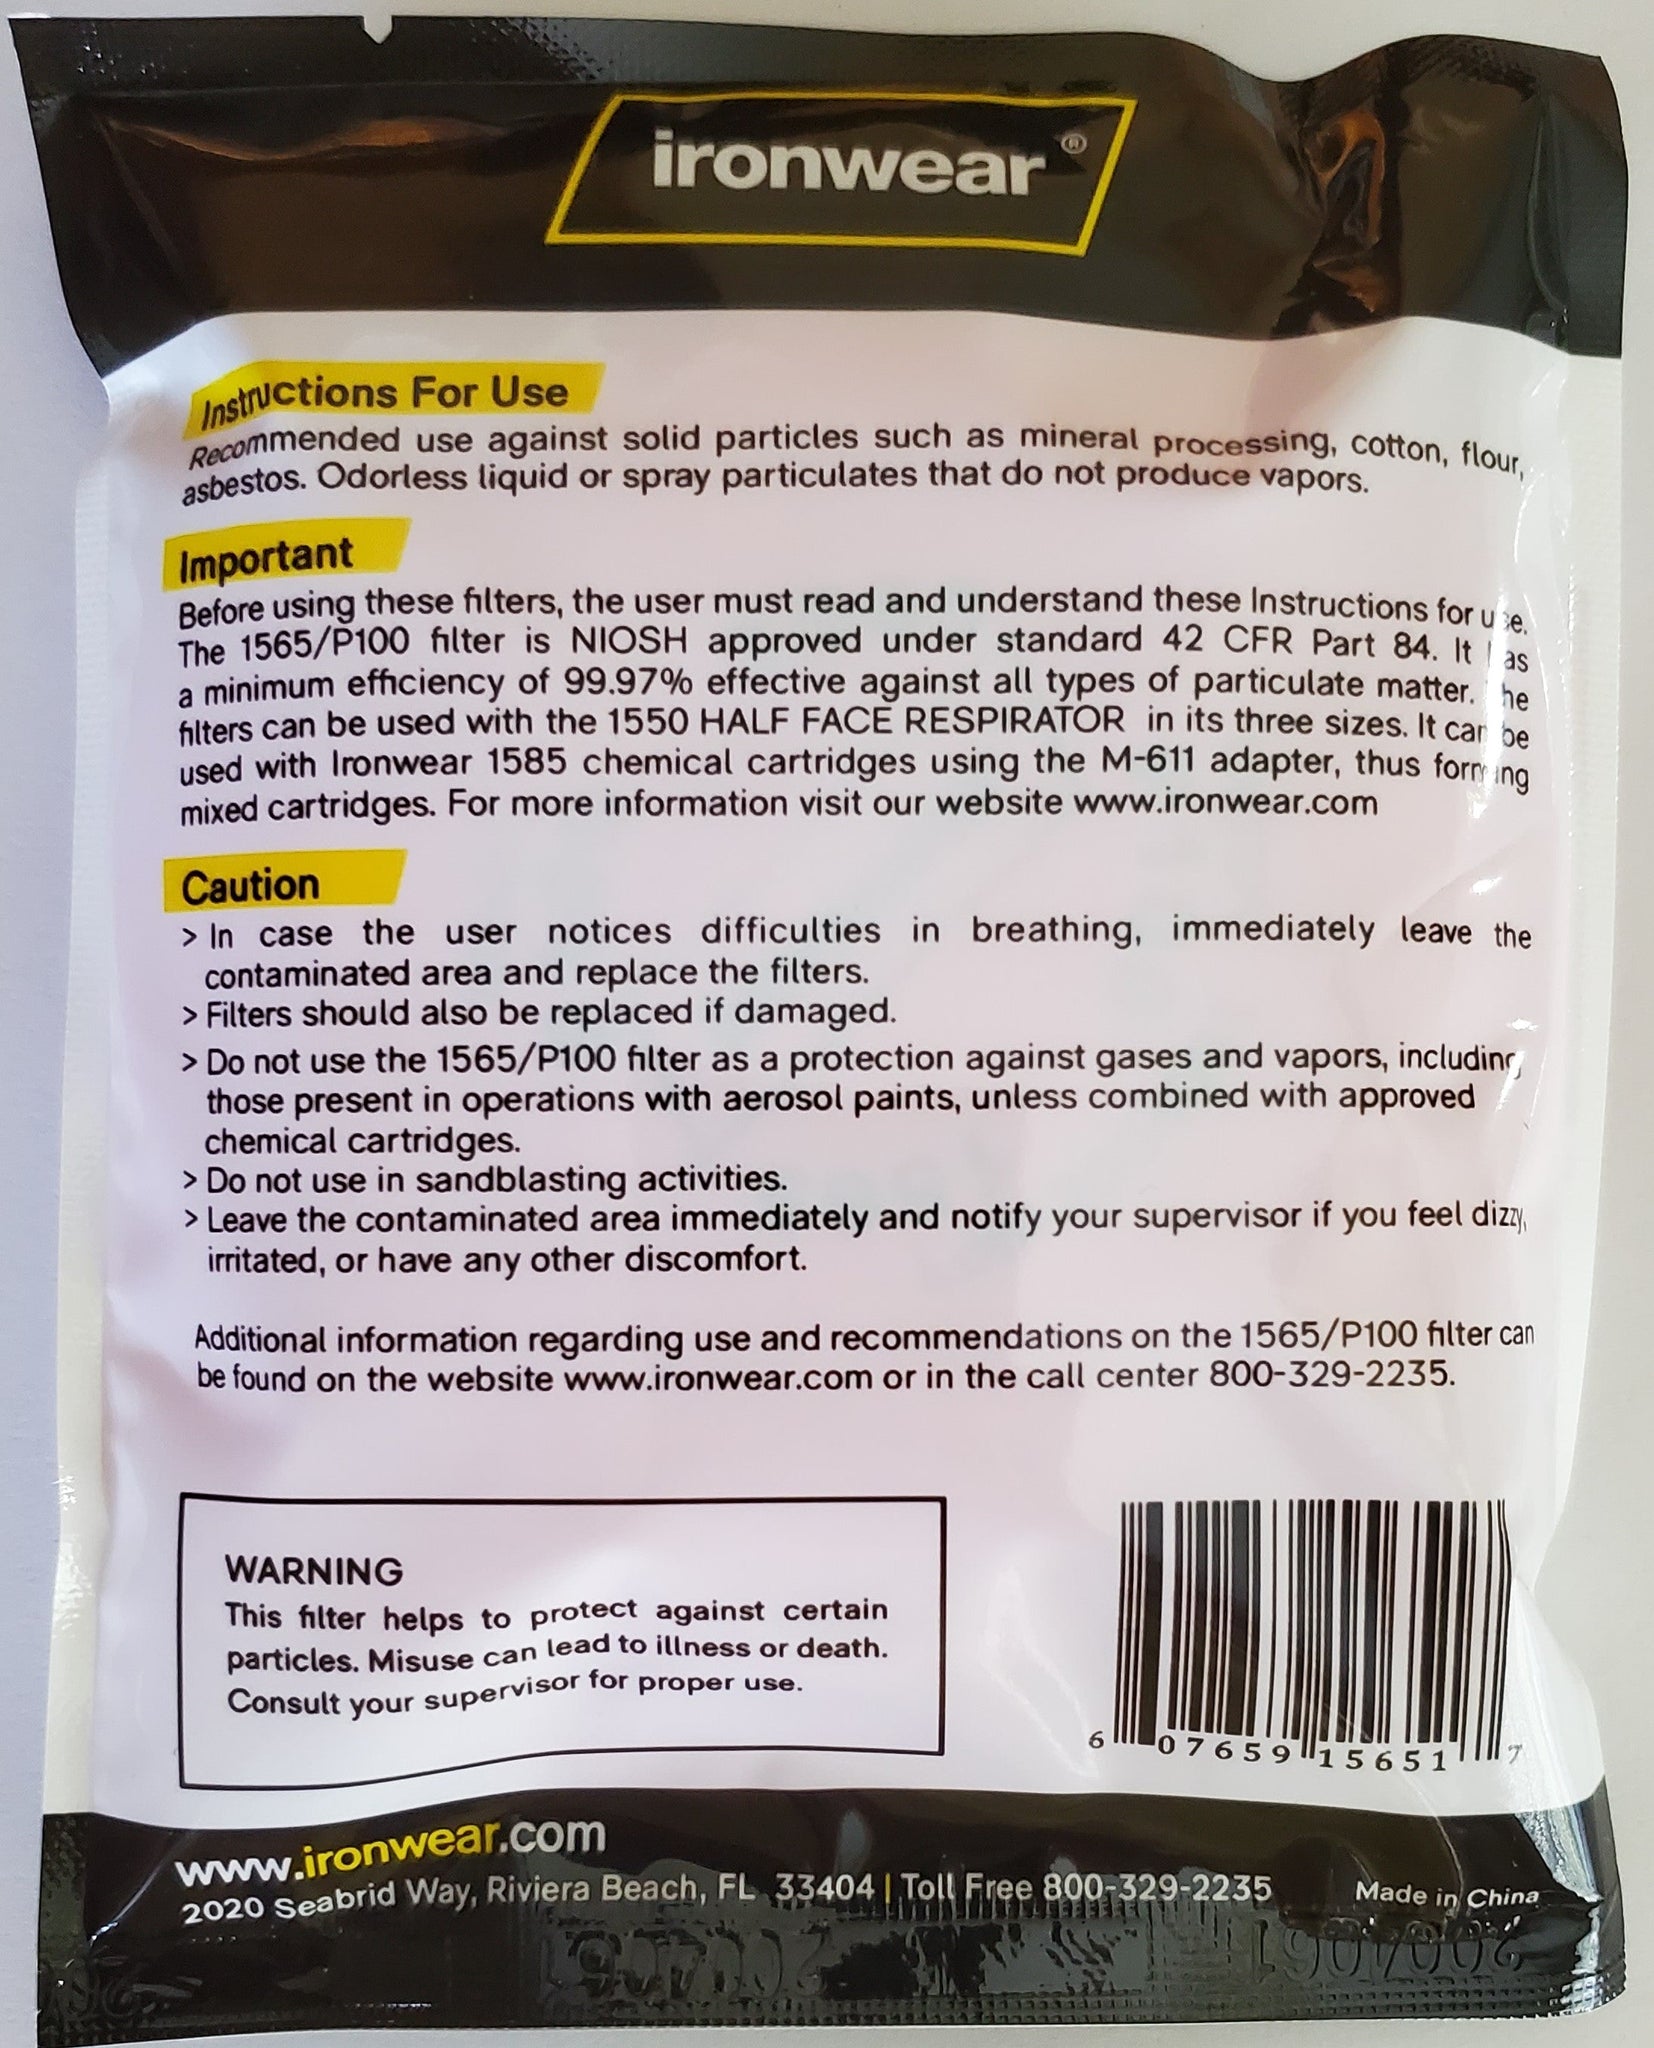 ironwear®
Instructions For Use
Recommended use against solid particles such as mineral processing, cotton, flour,
asbestos. Odorless liquid or spray particulates that do not produce vapors.
Important
Before using these filters, the user must read and understand these Instructions for use.
The 1565/P100 filter is NIOSH approved under standard 42 CFR Part 84. It has
a minimum efficiency of 99.97% effective against all types of particulate matter. The
filters can be used with the 1550 HALF FACE RESPIRATOR in its three sizes. It can be
used with Ironwear 1585 chemical cartridges using the M-611 adapter, thus forming
mixed cartridges. For more information visit our website www.ironwear.com
Caution
> In case the user notices difficulties in breathing, immediately leave the
contaminated area and replace the filters.
> Filters should also be replaced if damaged.
> Do not use the 1565/P100 filter as a protection against gases and vapors, including
those present in operations with aerosol paints, unless combined with approved
chemical cartridges.
> Do not use in sandblasting activities.
> Leave the contaminated area immediately and notify your supervisor if you feel dizzy,
irritated, or have any other discomfort.
Additional information regarding use and recommendations on the 1565/P100 filter can
be found on the website www.ironwear.com or in the call center 800-329-2235.
WARNING
This filter helps to protect against certain
particles. Misuse can lead to illness or death.
Consult your supervisor for proper use.
6 07659 15651 7
www.ironwear.com
2020 Seabrid Way, Riviera Beach, FL 33404 | Toll Free 800-329-2235 Made in China